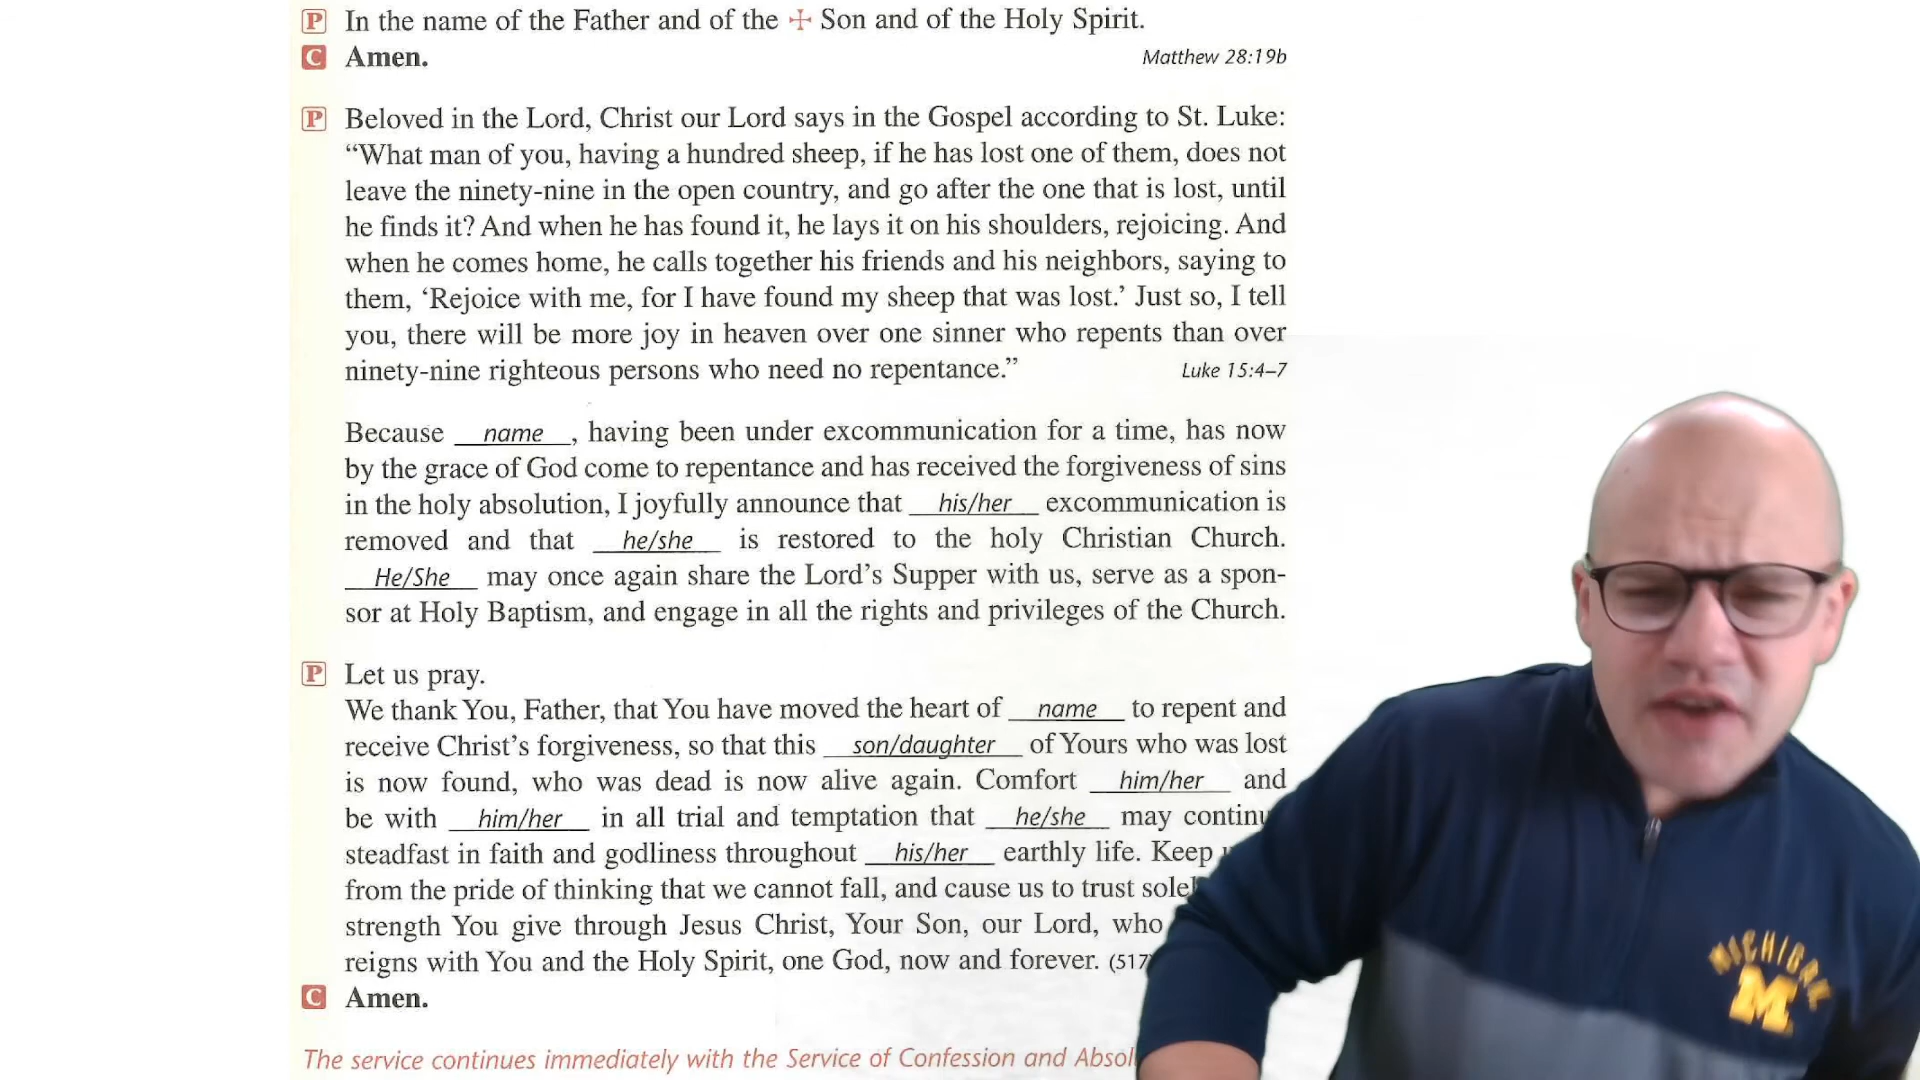 P In the name of the Father and of the ☩ Son and of the Holy Spirit.
C Amen. Matthew 28:19b
P Beloved in the Lord, Christ our Lord says in the Gospel according to St. Luke:
“What man of you, having a hundred sheep, if he has lost one of them, does not
leave the ninety-nine in the open country, and go after the one that is lost, until
he finds it? And when he has found it, he lays it on his shoulders, rejoicing. And
when he comes home, he calls together his friends and his neighbors, saying to
them, ‘Rejoice with me, for I have found my sheep that was lost.’ Just so, I tell
you, there will be more joy in heaven over one sinner who repents than over
ninety-nine righteous persons who need no repentance.” Luke 15:4–7
Because name , having been under excommunication for a time, has now
by the grace of God come to repentance and has received the forgiveness of sins
in the holy absolution, I joyfully announce that his/her excommunication is
removed and that he/she is restored to the holy Christian Church.
He/She may once again share the Lord’s Supper with us, serve as a spon-
sor at Holy Baptism, and engage in all the rights and privileges of the Church.
P Let us pray.
We thank You, Father, that You have moved the heart of name to repent and
receive Christ’s forgiveness, so that this son/daughter of Yours who was lost
is now found, who was dead is now alive again. Comfort him/her and
be with him/her in all trial and temptation that he/she may
steadfast in faith and godliness throughout his/her earthly life. Keep
from the pride of thinking that we cannot fall, and cause us to trust
strength You give through Jesus Christ, Your Son, our Lord, who
reigns with You and the Holy Spirit, one God, now and forever. (517
C Amen.
The service continues immediately with the Service of Confession and
MICHIGAN
M